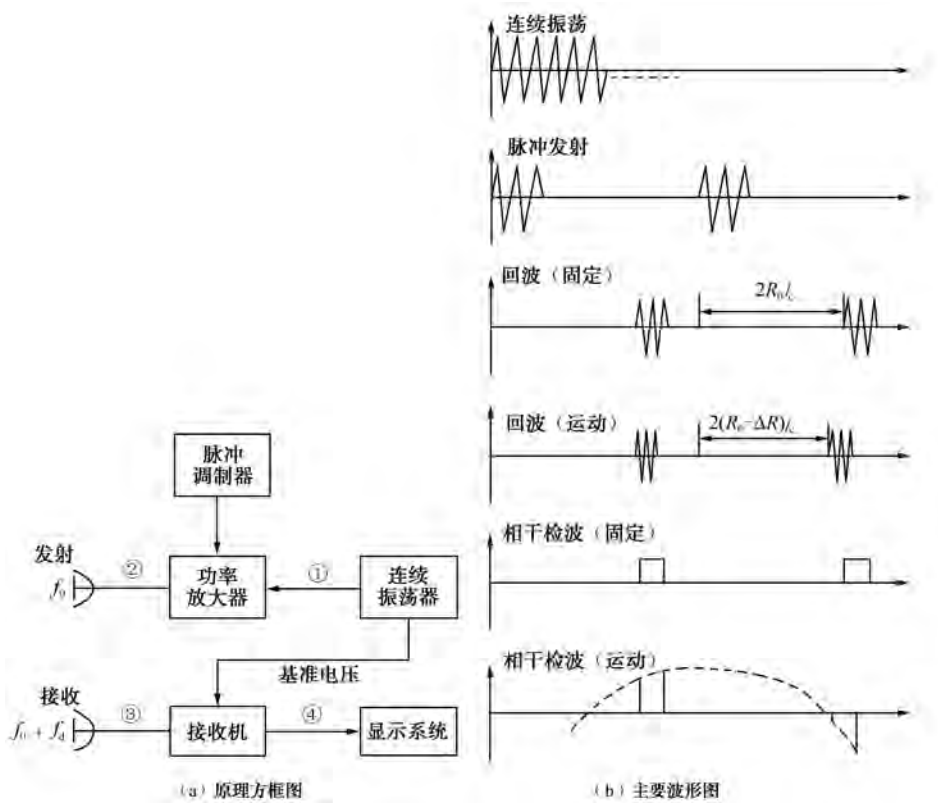 连续振荡
脉冲发射
回波（固定）
2R₀/c
回波（运动）
2(R₀-ΔR)/c
相干检波（固定）
相干检波（运动）
脉冲
调制器
发射
②
f₀
功率
放大器
①
连续
振荡器
基准电压
接收
③
f₀ + f_d
接收机
④
显示系统
（a）原理方框图
（b）主要波形图